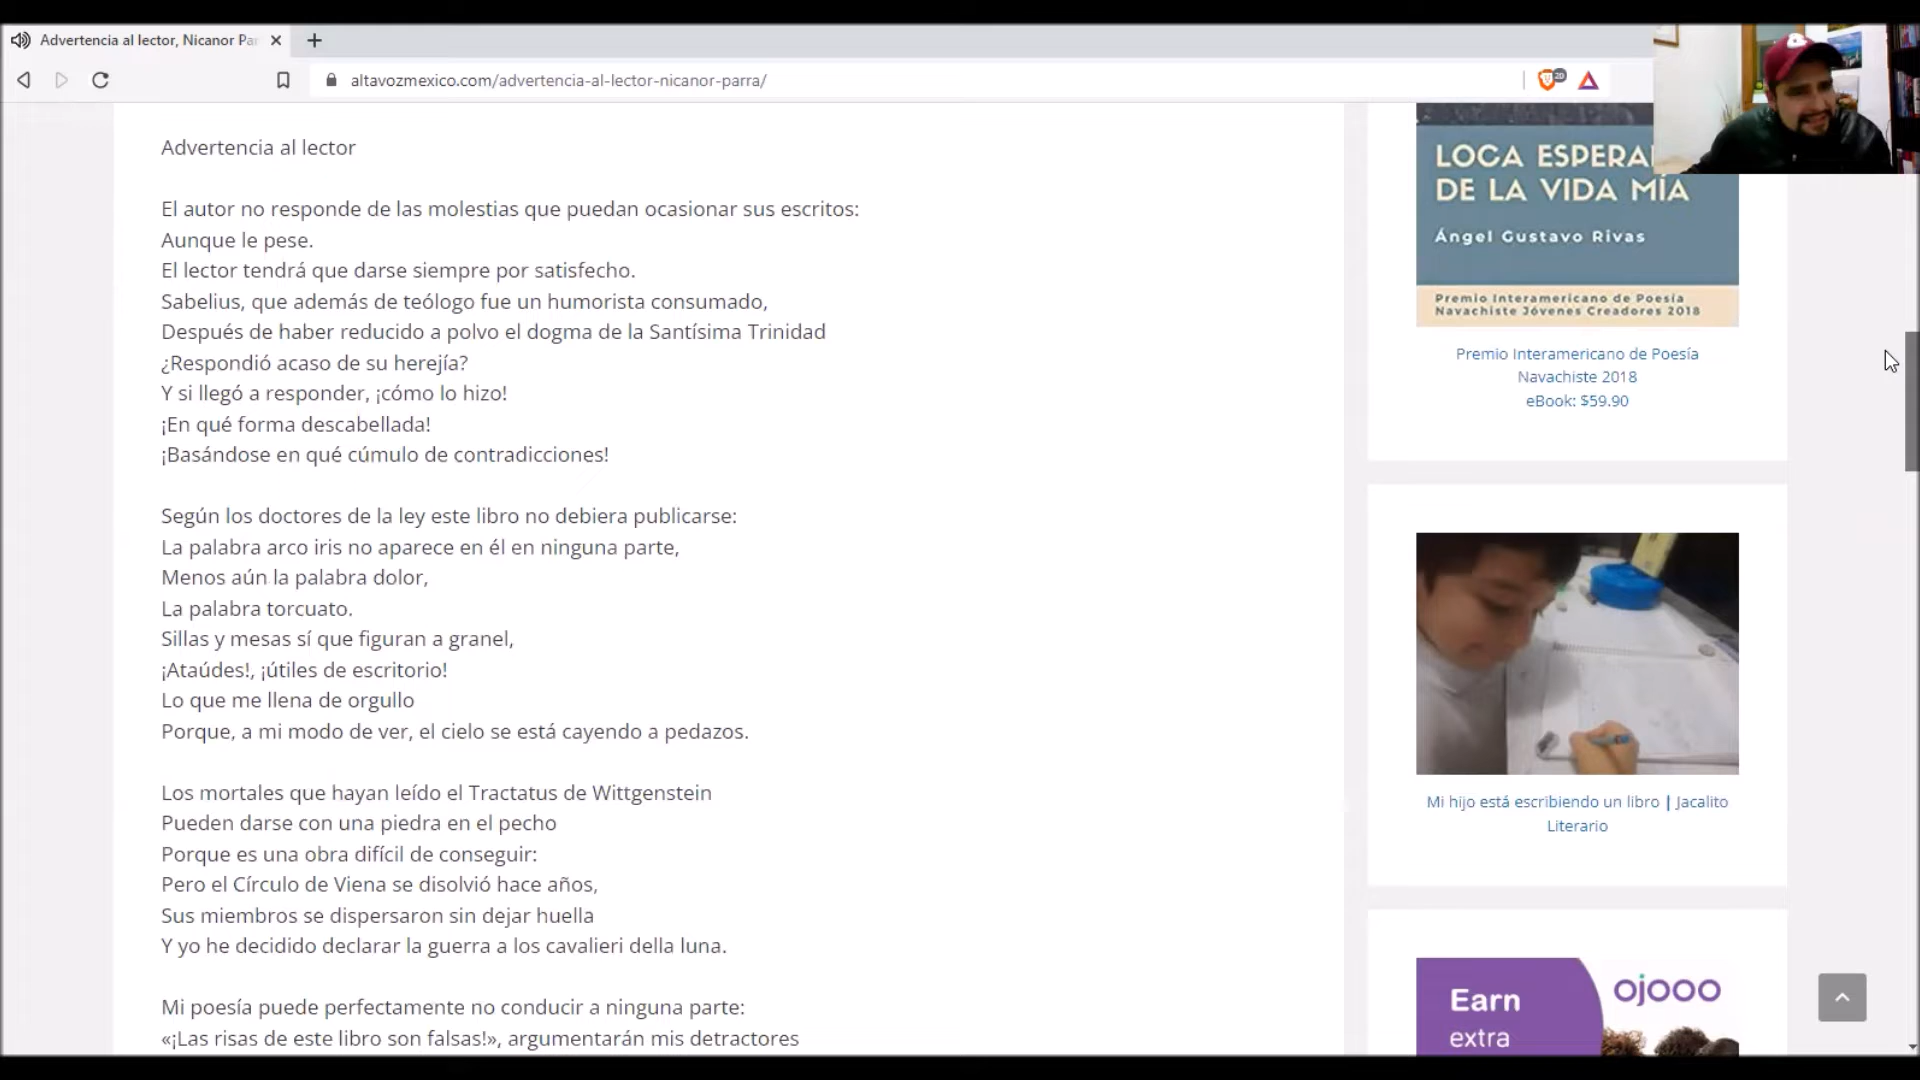 Advertencia al lector, Nicanor Pa
altavozmexico.com/advertencia-al-lector-nicanor-parra/
20
Advertencia al lector
El autor no responde de las molestias que puedan ocasionar sus escritos:
Aunque le pese.
El lector tendrá que darse siempre por satisfecho.
Sabelius, que además de teólogo fue un humorista consumado,
Después de haber reducido a polvo el dogma de la Santísima Trinidad
¿Respondió acaso de su herejía?
Y si llegó a responder, ¡cómo lo hizo!
¡En qué forma descabellada!
¡Basándose en qué cúmulo de contradicciones!
Según los doctores de la ley este libro no debiera publicarse:
La palabra arco iris no aparece en él en ninguna parte,
Menos aún la palabra dolor,
La palabra torcuato.
Sillas y mesas sí que figuran a granel,
¡Ataúdes!, ¡útiles de escritorio!
Lo que me llena de orgullo
Porque, a mi modo de ver, el cielo se está cayendo a pedazos.
Los mortales que hayan leído el Tractatus de Wittgenstein
Pueden darse con una piedra en el pecho
Porque es una obra difícil de conseguir:
Pero el Círculo de Viena se disolvió hace años,
Sus miembros se dispersaron sin dejar huella
Y yo he decidido declarar la guerra a los cavalieri della luna.
Mi poesía puede perfectamente no conducir a ninguna parte:
«¡Las risas de este libro son falsas!», argumentarán mis detractores
LOCA ESPERA
DE LA VIDA MÍA
Ángel Gustavo Rivas
Premio Interamericano de Poesía
Navachiste Jóvenes Creadores 2018
Premio Interamericano de Poesía
Navachiste 2018
eBook: $59.90
Mi hijo está escribiendo un libro | Jacalito
Literario
Earn
extra
ojooo